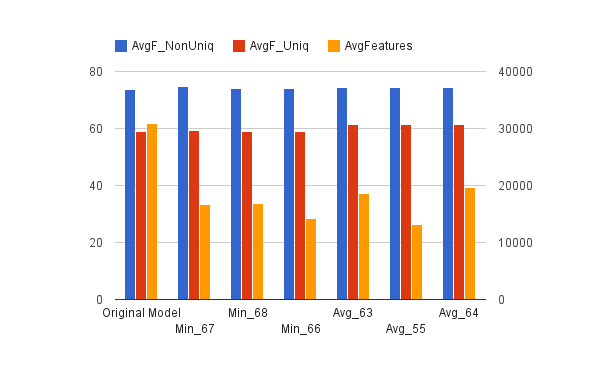 AvgF_NonUniq AvgF_Uniq AvgFeatures
80 40000
60 30000
40 20000
20 10000
0 0
Original Model Min_68 Avg_63 Avg_64
Min_67 Min_66 Avg_55